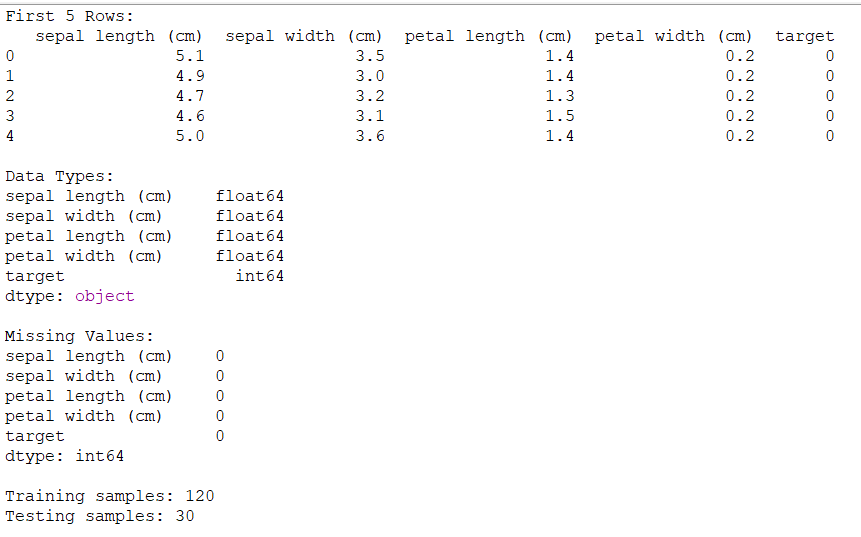 First 5 Rows:
   sepal length (cm)  sepal width (cm)  petal length (cm)  petal width (cm)  target
0                5.1               3.5                1.4               0.2       0
1                4.9               3.0                1.4               0.2       0
2                4.7               3.2                1.3               0.2       0
3                4.6               3.1                1.5               0.2       0
4                5.0               3.6                1.4               0.2       0

Data Types:
sepal length (cm)    float64
sepal width (cm)     float64
petal length (cm)    float64
petal width (cm)     float64
target                 int64
dtype: object

Missing Values:
sepal length (cm)    0
sepal width (cm)     0
petal length (cm)    0
petal width (cm)     0
target               0
dtype: int64

Training samples: 120
Testing samples: 30